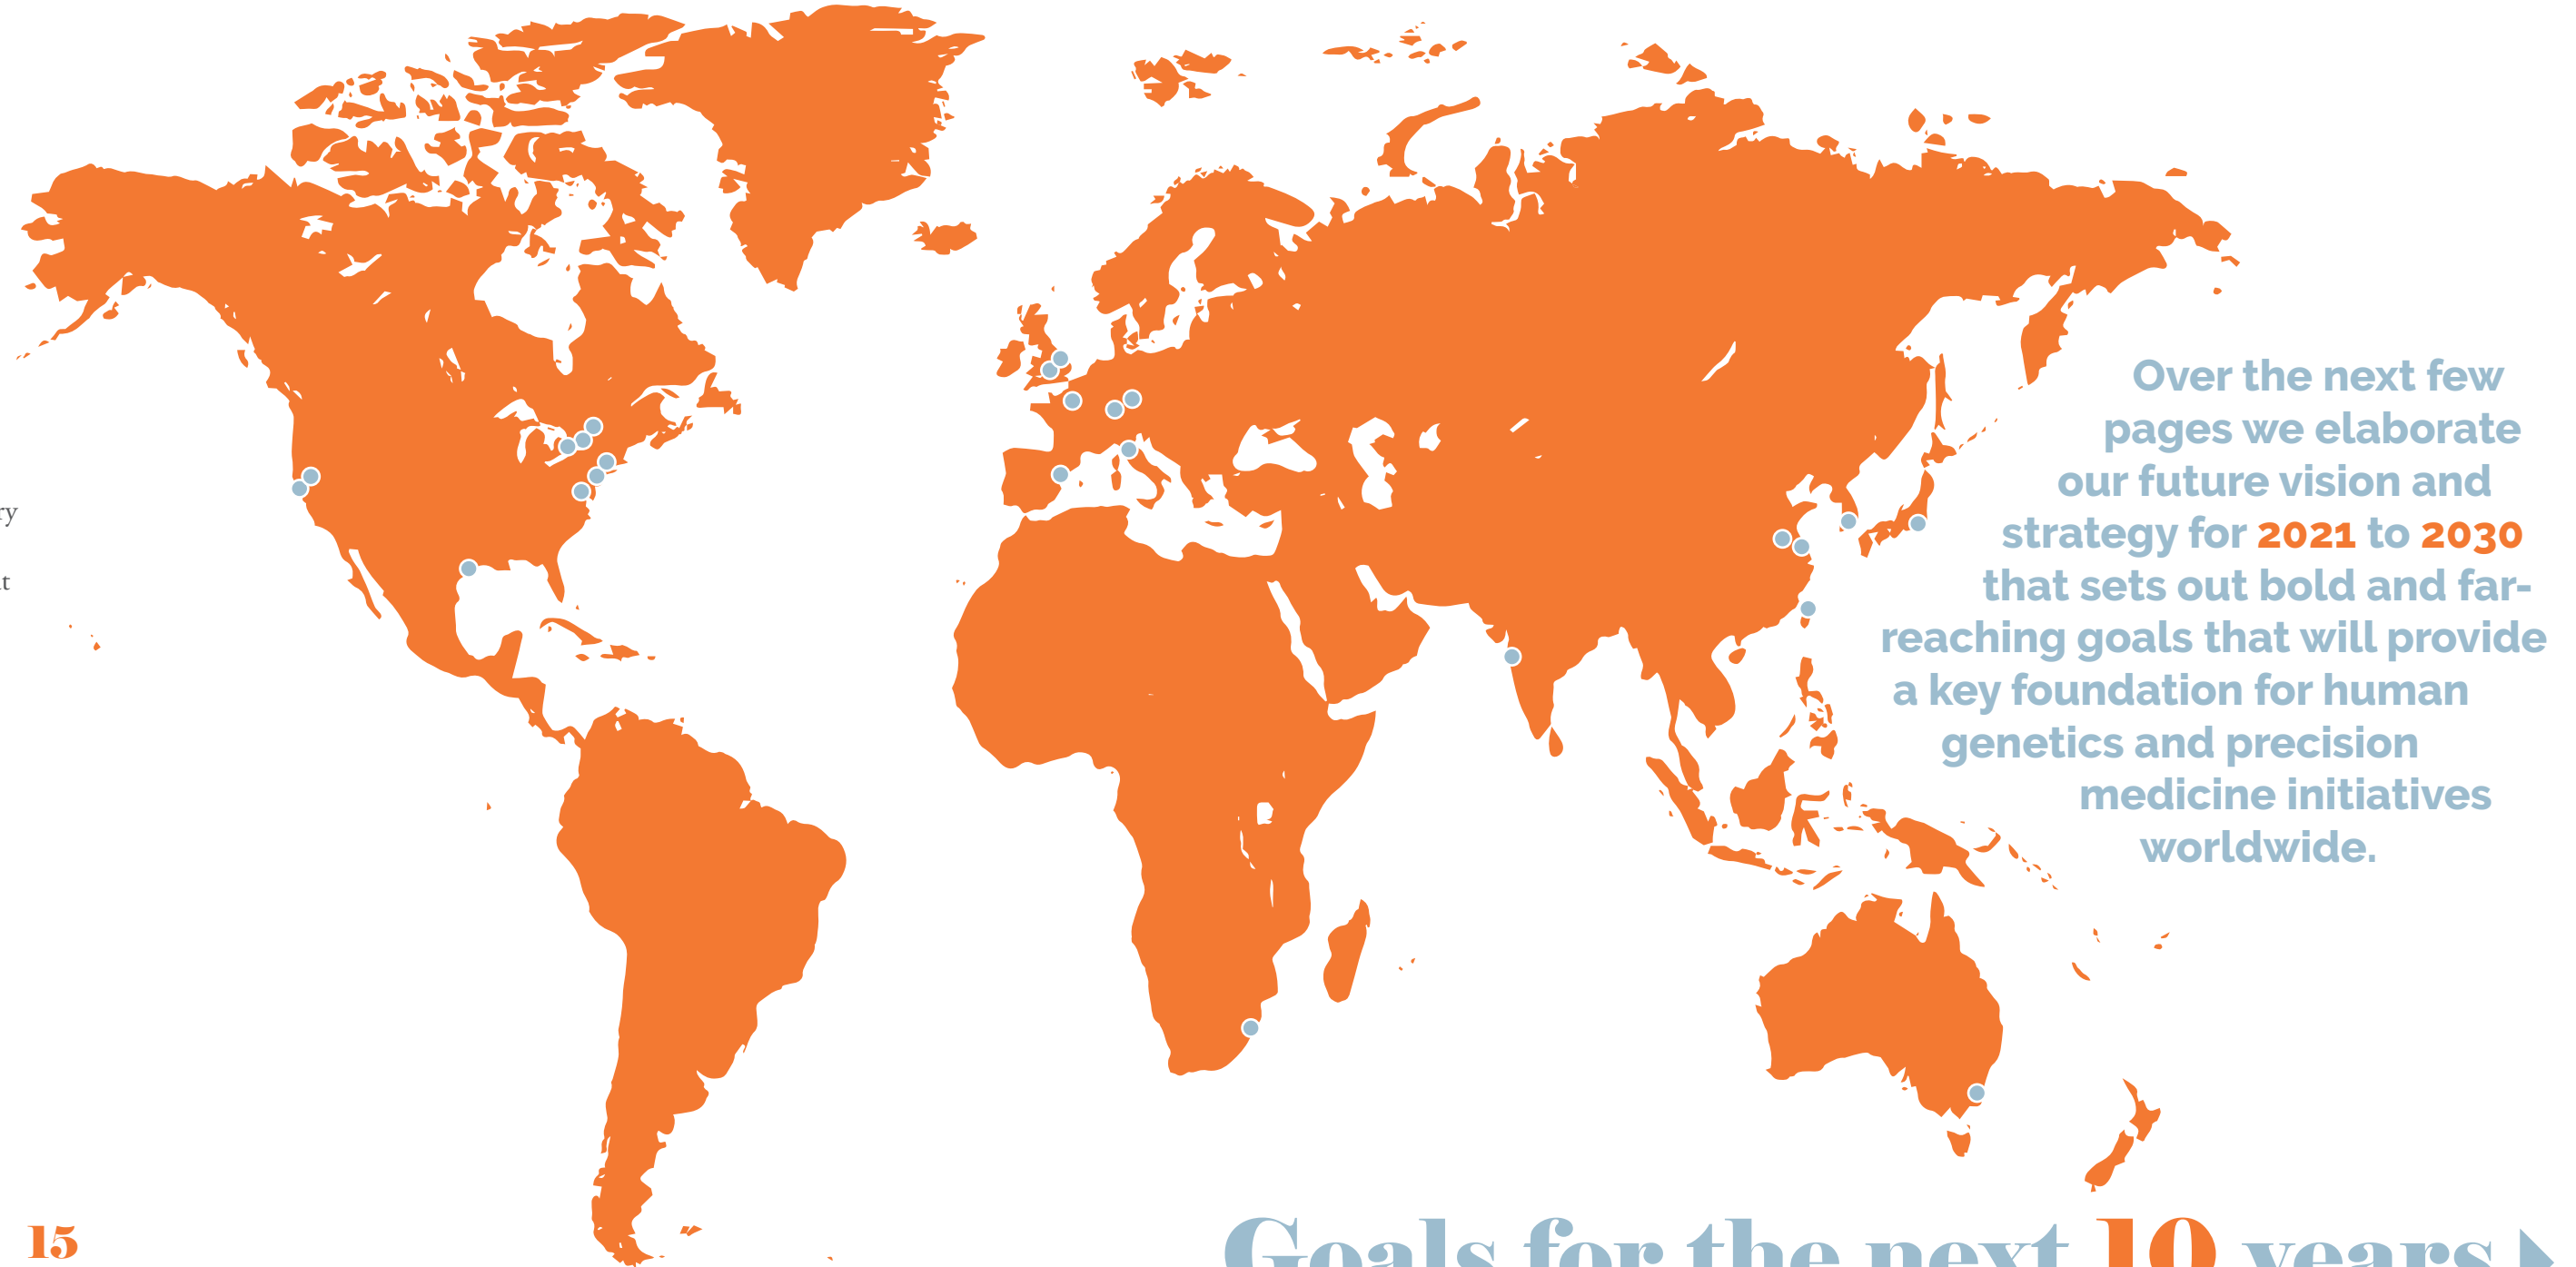 ry
t
Over the next few
pages we elaborate
our future vision and
strategy for 2021 to 2030
that sets out bold and far-
reaching goals that will provide
a key foundation for human
genetics and precision
medicine initiatives
worldwide.
15
Goals for the next 10 years